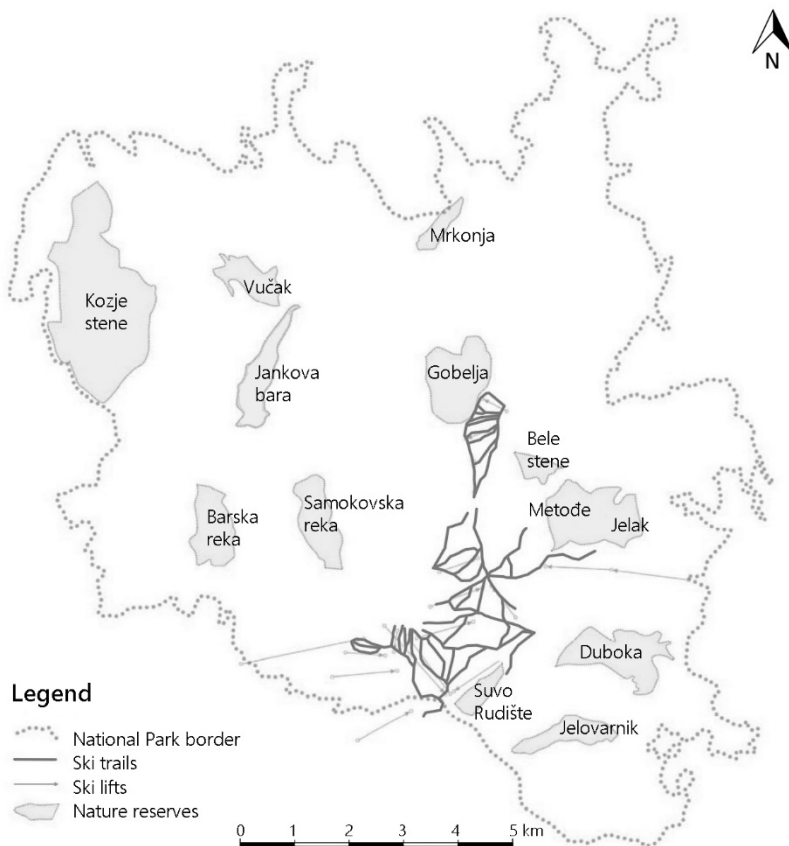 N
Mrkonja
Vučak
Kozje
stene
Jankova
bara
Gobelja
Bele
stene
Metođe
Jelak
Barska
reka
Samokovska
reka
Duboka
Suvo
Rudište
Jelovarnik
Legend
National Park border
Ski trails
Ski lifts
Nature reserves
0 1 2 3 4 5 km